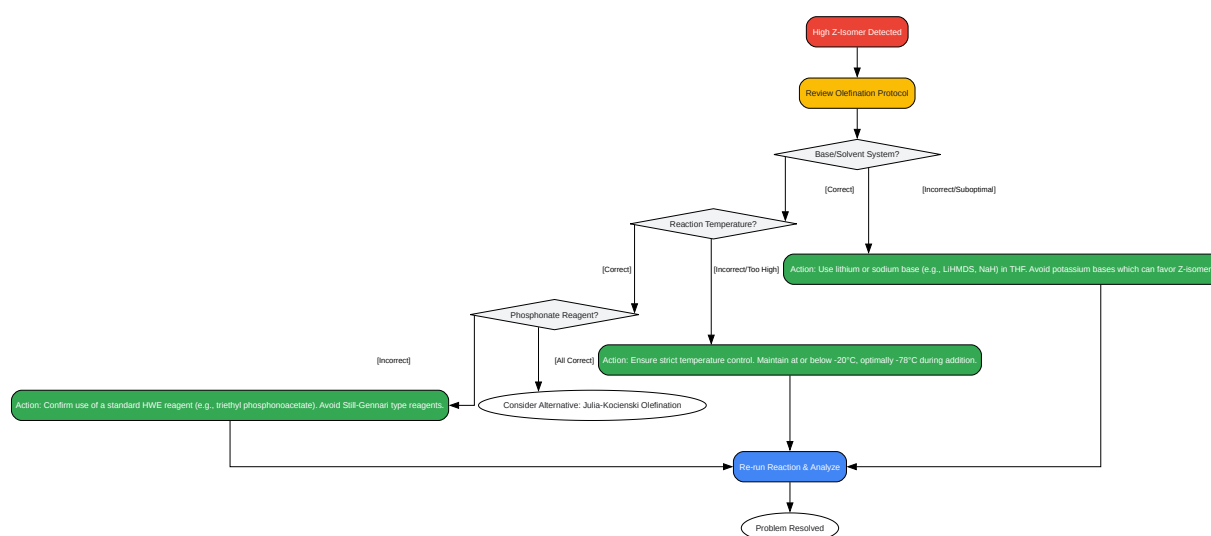 High Z-Isomer Detected
Review Olefination Protocol
Base/Solvent System?
[Correct]
[Incorrect/Suboptimal]
Reaction Temperature?
[Correct]
[Incorrect/Too High]
Action: Use lithium or sodium base (e.g., LiHMDS, NaH) in THF. Avoid potassium bases which can favor Z-isomer
Phosphonate Reagent?
[Incorrect]
[All Correct]
Action: Ensure strict temperature control. Maintain at or below -20°C, optimally -78°C during addition.
Action: Confirm use of a standard HWE reagent (e.g., triethyl phosphonoacetate). Avoid Still-Gennari type reagents.
Consider Alternative: Julia-Kocienski Olefination
Re-run Reaction & Analyze
Problem Resolved